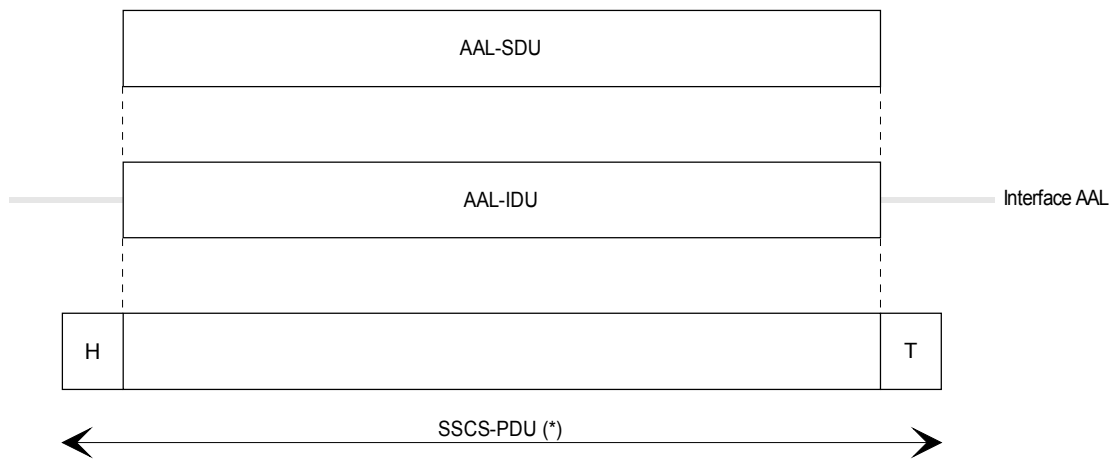 AAL-SDU
AAL-IDU
Interface AAL
H
T
SSCS-PDU (*)